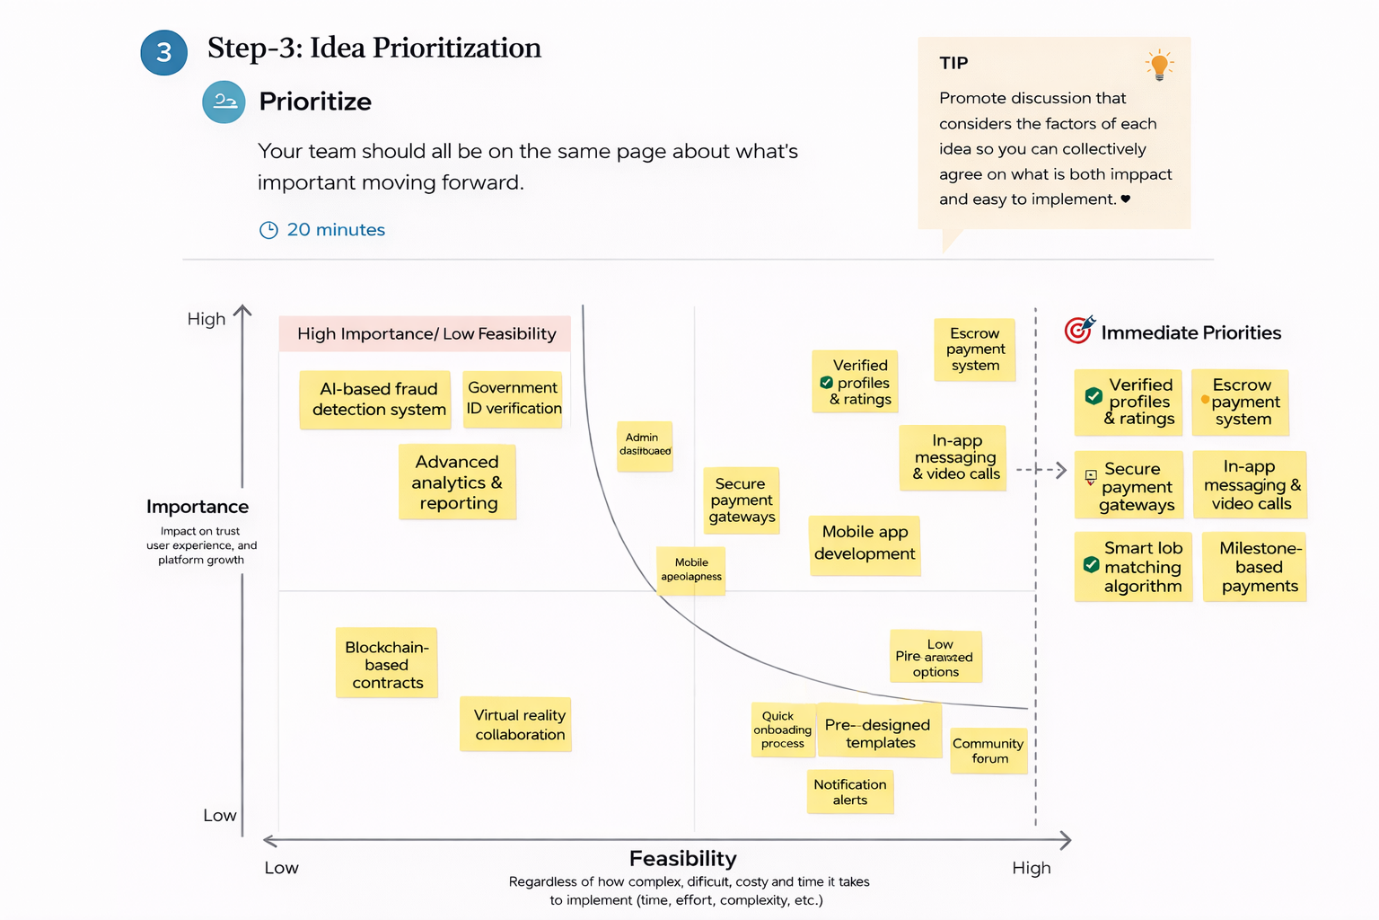 3
Step-3: Idea Prioritization
Prioritize
Your team should all be on the same page about what's
important moving forward.
20 minutes
TIP
Promote discussion that
considers the factors of each
idea so you can collectively
agree on what is both imppact
and easy to implement. ♥
High
Importance
Impact on trust
user experience, and
platform growth
Low
High Importance/ Low Feasibility
AI-based fraud
detection system
Government
ID verification
Advanced
analytics &
reporting
Admin
Escrow
payment
system
Verified
profiles
& ratings
In-app
messaging
& video calls
Secure
payment
gateways
Mobile app
development
Mobile
Blockchain-
based
contracts
Virtual reality
collaboration
Low
Pire
options
Quick
onboading
process
Pre--designed
templates
Community
forum
Notification
alerts
Immediate Priorities
Verified
profiles
& ratings
Escrow
payment
system
Secure
payment
gateways
In-app
messaging &
video calls
Smart lob
matching
algorithm
Milestone-
based
payments
Low
Feasibility
High
Regardless of how complex, dificult, costy and time it takes
to implement (time, effort, complexity, etc.)